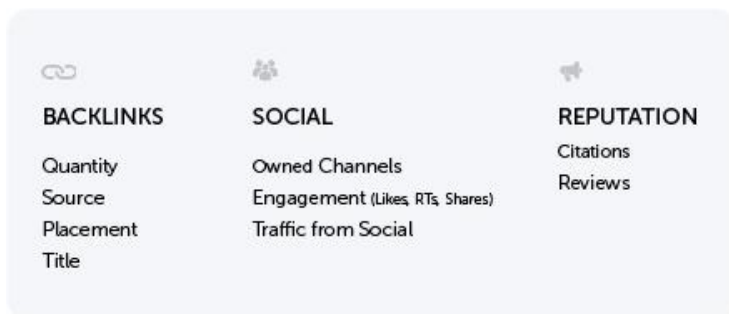 BACKLINKS
Quantity
Source
Placement
Title
SOCIAL
Owned Channels
Engagement (Likes, RTs, Shares)
Traffic from Social
REPUTATION
Citations
Reviews